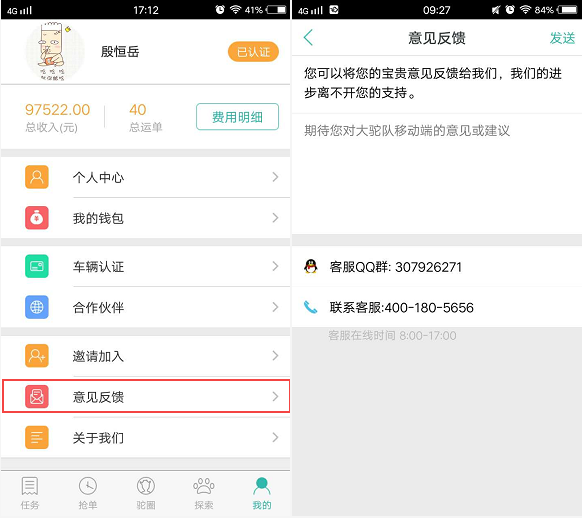 4G 17:12 41%
殷恒岳
已认证
97522.00
总收入(元)
40
总运单
费用明细
个人中心
我的钱包
车辆认证
合作伙伴
邀请加入
意见反馈
关于我们
任务 抢单 驼圈 探索 我的
4G HD 09:27 84%
意见反馈 发送
您可以将您的宝贵意见反馈给我们，我们的进
步离不开您的支持。
期待您对大驼队移动端的意见或建议
客服QQ群: 307926271
联系客服:400-180-5656
客服在线时间 8:00-17:00